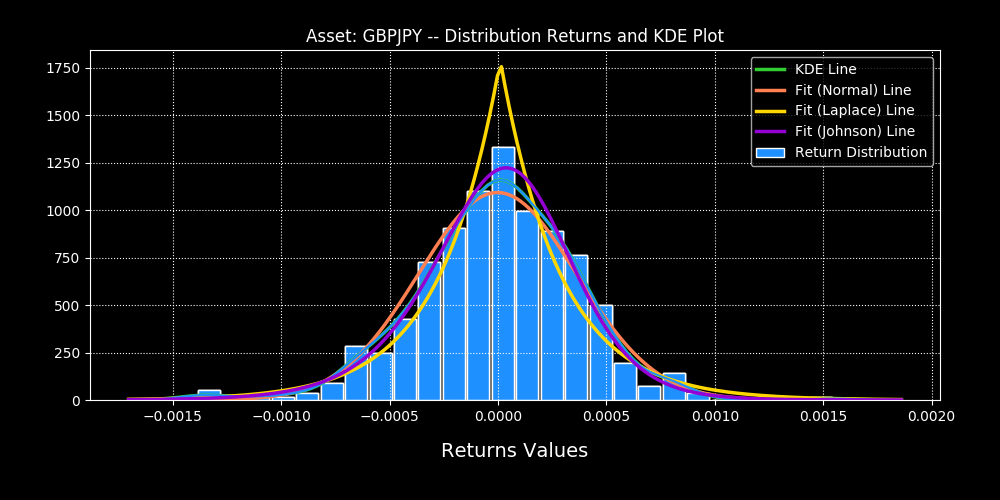 Asset: GBPJPY -- Distribution Returns and KDE Plot
1750
1500
1250
1000
750
500
250
0
KDE Line
Fit (Normal) Line
Fit (Laplace) Line
Fit (Johnson) Line
Return Distribution
−0.0015 −0.0010 −0.0005 0.0000 0.0005 0.0010 0.0015 0.0020
Returns Values